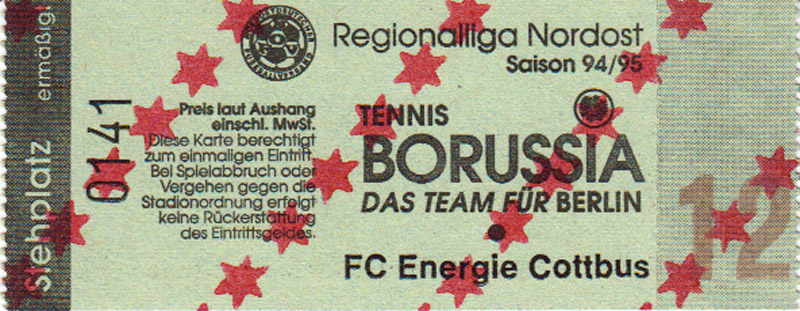 Stehplatz ermäßigt
0141
NORDOSTDEUTSCHER
FUSSBALLVERBAND
Preis laut Aushang
einschl. MwSt.
Diese Karte berechtigt
zum einmaligen Eintritt.
Bei Spielabbruch oder
Vergehen gegen die
Stadionordnung erfolgt
keine Rückerstattung
des Eintrittsgeldes.
Regionalliga Nordost
Saison 94/95
TENNIS
BORUSSIA
DAS TEAM FÜR BERLIN
FC Energie Cottbus
12